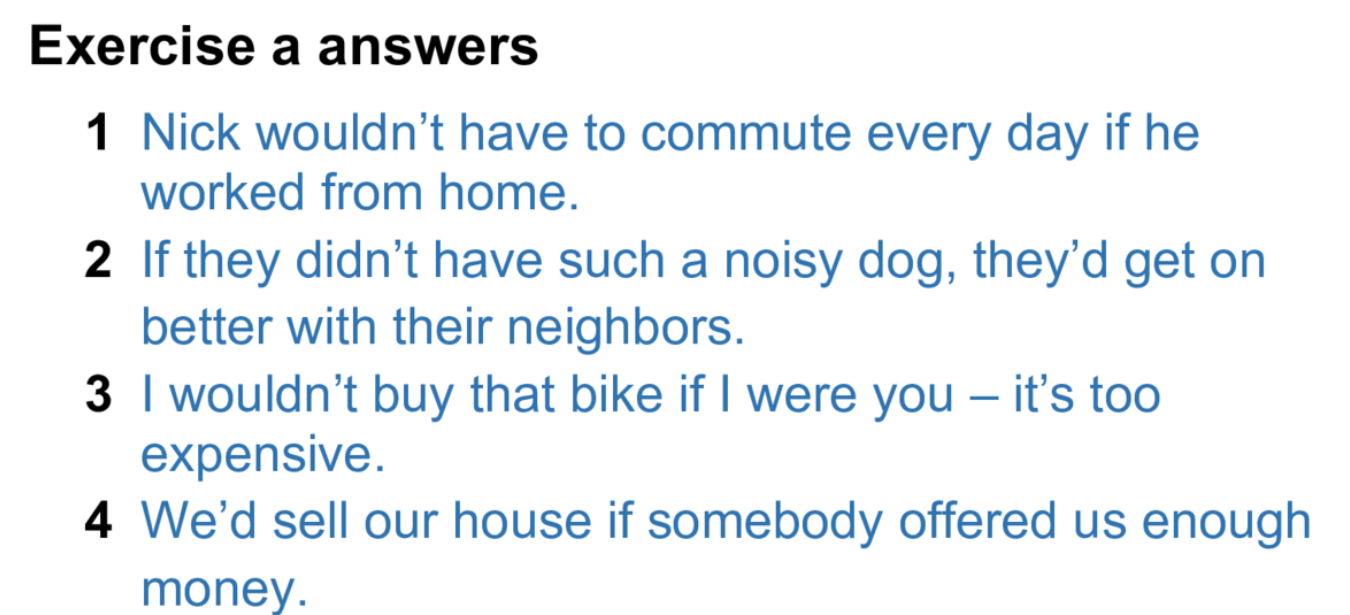 Exercise a answers
1 Nick wouldn’t have to commute every day if he
worked from home.
2 If they didn’t have such a noisy dog, they’d get on
better with their neighbors.
3 I wouldn’t buy that bike if I were you – it’s too
expensive.
4 We’d sell our house if somebody offered us enough
money.